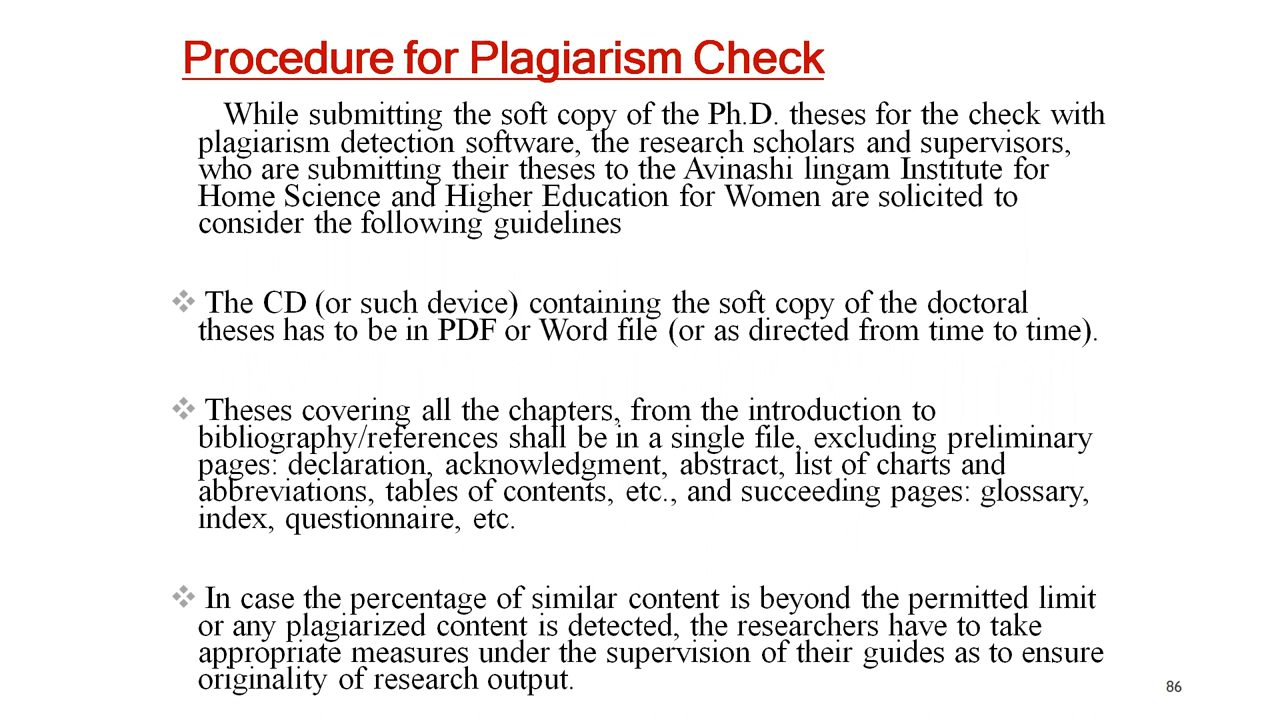 Procedure for Plagiarism Check
While submitting the soft copy of the Ph.D. theses for the check with
plagiarism detection software, the research scholars and supervisors,
who are submitting their theses to the Avinashi lingam Institute for
Home Science and Higher Education for Women are solicited to
consider the following guidelines
❖ The CD (or such device) containing the soft copy of the doctoral
theses has to be in PDF or Word file (or as directed from time to time).
❖ Theses covering all the chapters, from the introduction to
bibliography/references shall be in a single file, excluding preliminary
pages: declaration, acknowledgment, abstract, list of charts and
abbreviations, tables of contents, etc., and succeeding pages: glossary,
index, questionnaire, etc.
❖ In case the percentage of similar content is beyond the permitted limit
or any plagiarized content is detected, the researchers have to take
appropriate measures under the supervision of their guides as to ensure
originality of research output.
86